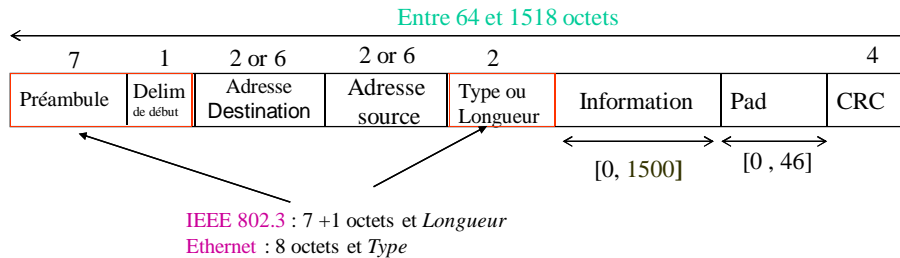 Entre 64 et 1518 octets
7 1 2 or 6 2 or 6 2 4
Préambule
Delim
de début
Adresse
Destination
Adresse
source
Type ou
Longueur
Information
Pad
CRC
[0, 1500]
[0 , 46]
IEEE 802.3 : 7 +1 octets et Longueur
Ethernet : 8 octets et Type